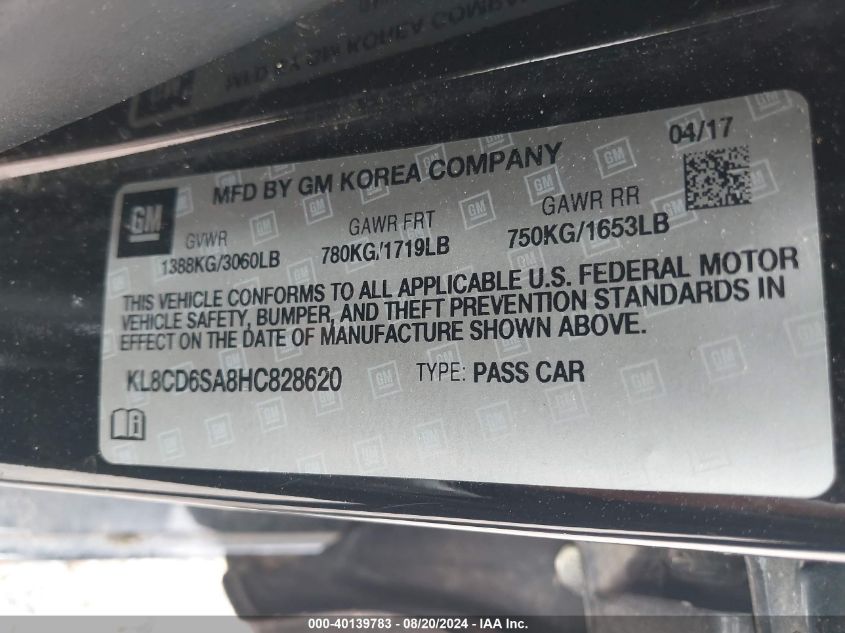 04/17
MFD BY GM KOREA COMPANY
GM
GVWR GAWR FRT GAWR RR
1388KG/3060LB 780KG/1719LB 750KG/1653LB
THIS VEHICLE CONFORMS TO ALL APPLICABLE U.S. FEDERAL MOTOR
VEHICLE SAFETY, BUMPER, AND THEFT PREVENTION STANDARDS IN
EFFECT ON THE DATE OF MANUFACTURE SHOWN ABOVE.
KL8CD6SA8HC828620 TYPE: PASS CAR
000-40139783 - 08/20/2024 - IAA Inc.